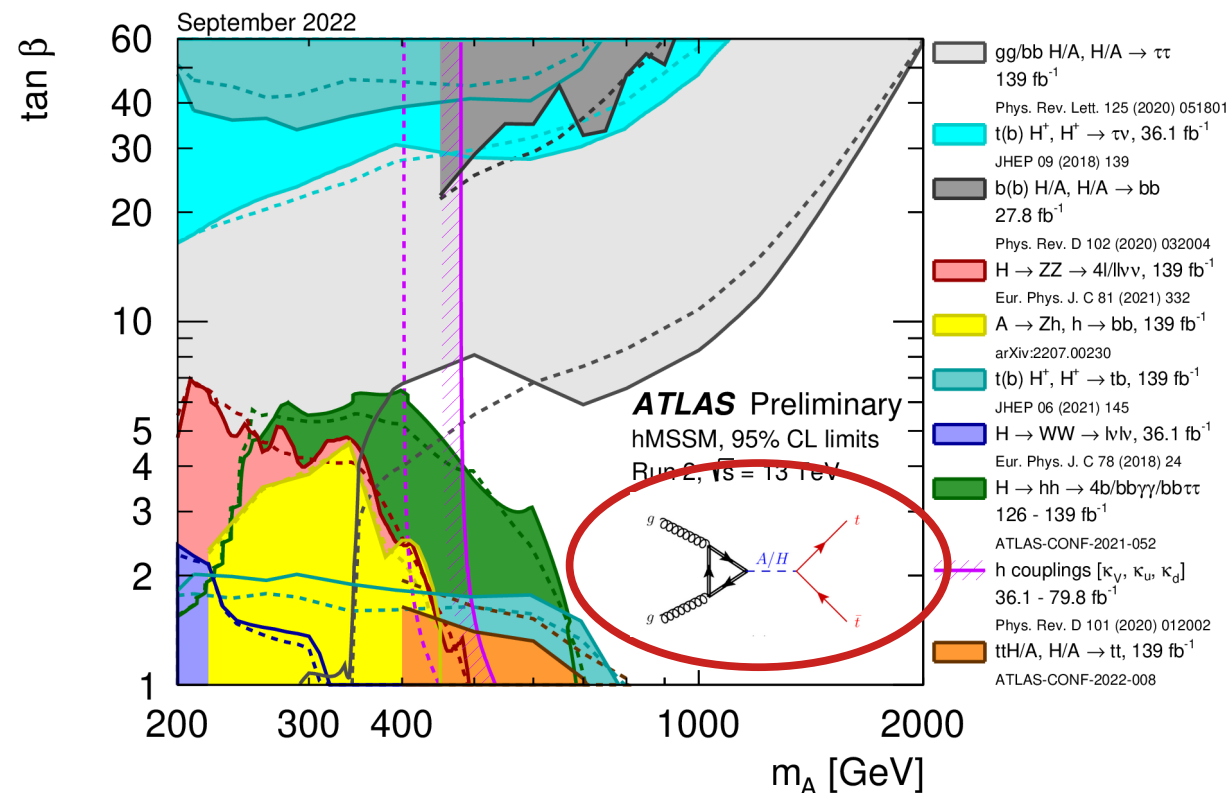 September 2022
tan β
60
40
30
20
10
5
4
3
2
1
200
300
400
1000
2000
m_A [GeV]
ATLAS Preliminary
hMSSM, 95% CL limits
Run 2, √s = 13 TeV
g
g
A/H
t
t̄
gg/bb H/A, H/A → ττ
139 fb⁻¹
Phys. Rev. Lett. 125 (2020) 051801
t(b) H⁺, H⁺ → τν, 36.1 fb⁻¹
JHEP 09 (2018) 139
b(b) H/A, H/A → bb
27.8 fb⁻¹
Phys. Rev. D 102 (2020) 032004
H → ZZ → 4l/llνν, 139 fb⁻¹
Eur. Phys. J. C 81 (2021) 332
A → Zh, h → bb, 139 fb⁻¹
arXiv:2207.00230
t(b) H⁺, H⁺ → tb, 139 fb⁻¹
JHEP 06 (2021) 145
H → WW → lνlν, 36.1 fb⁻¹
Eur. Phys. J. C 78 (2018) 24
H → hh → 4b/bbγγ/bbττ
126 - 139 fb⁻¹
ATLAS-CONF-2021-052
h couplings [κ_V, κ_u, κ_d]
36.1 - 79.8 fb⁻¹
Phys. Rev. D 101 (2020) 012002
ttH/A, H/A → tt, 139 fb⁻¹
ATLAS-CONF-2022-008